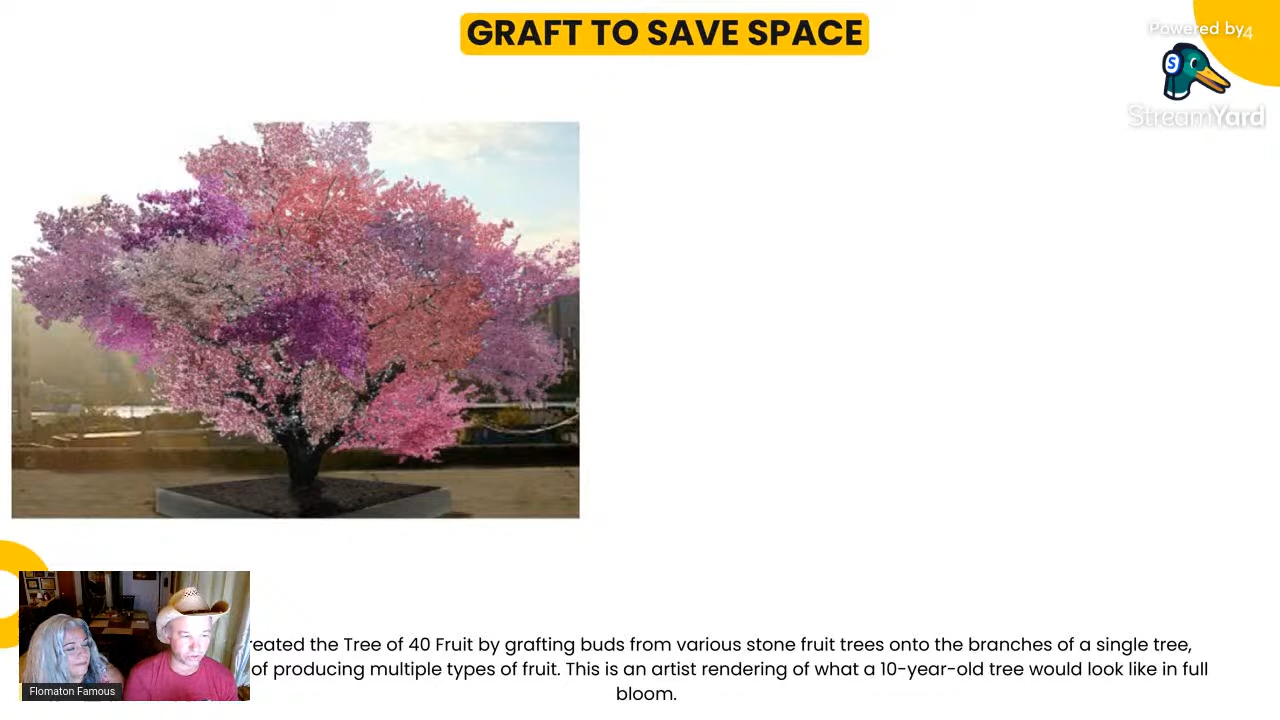 GRAFT TO SAVE SPACE
Powered by
4
S
StreamYard
reated the Tree of 40 Fruit by grafting buds from various stone fruit trees onto the branches of a single tree,
of producing multiple types of fruit. This is an artist rendering of what a 10-year-old tree would look like in full
bloom.
Flomaton Famous